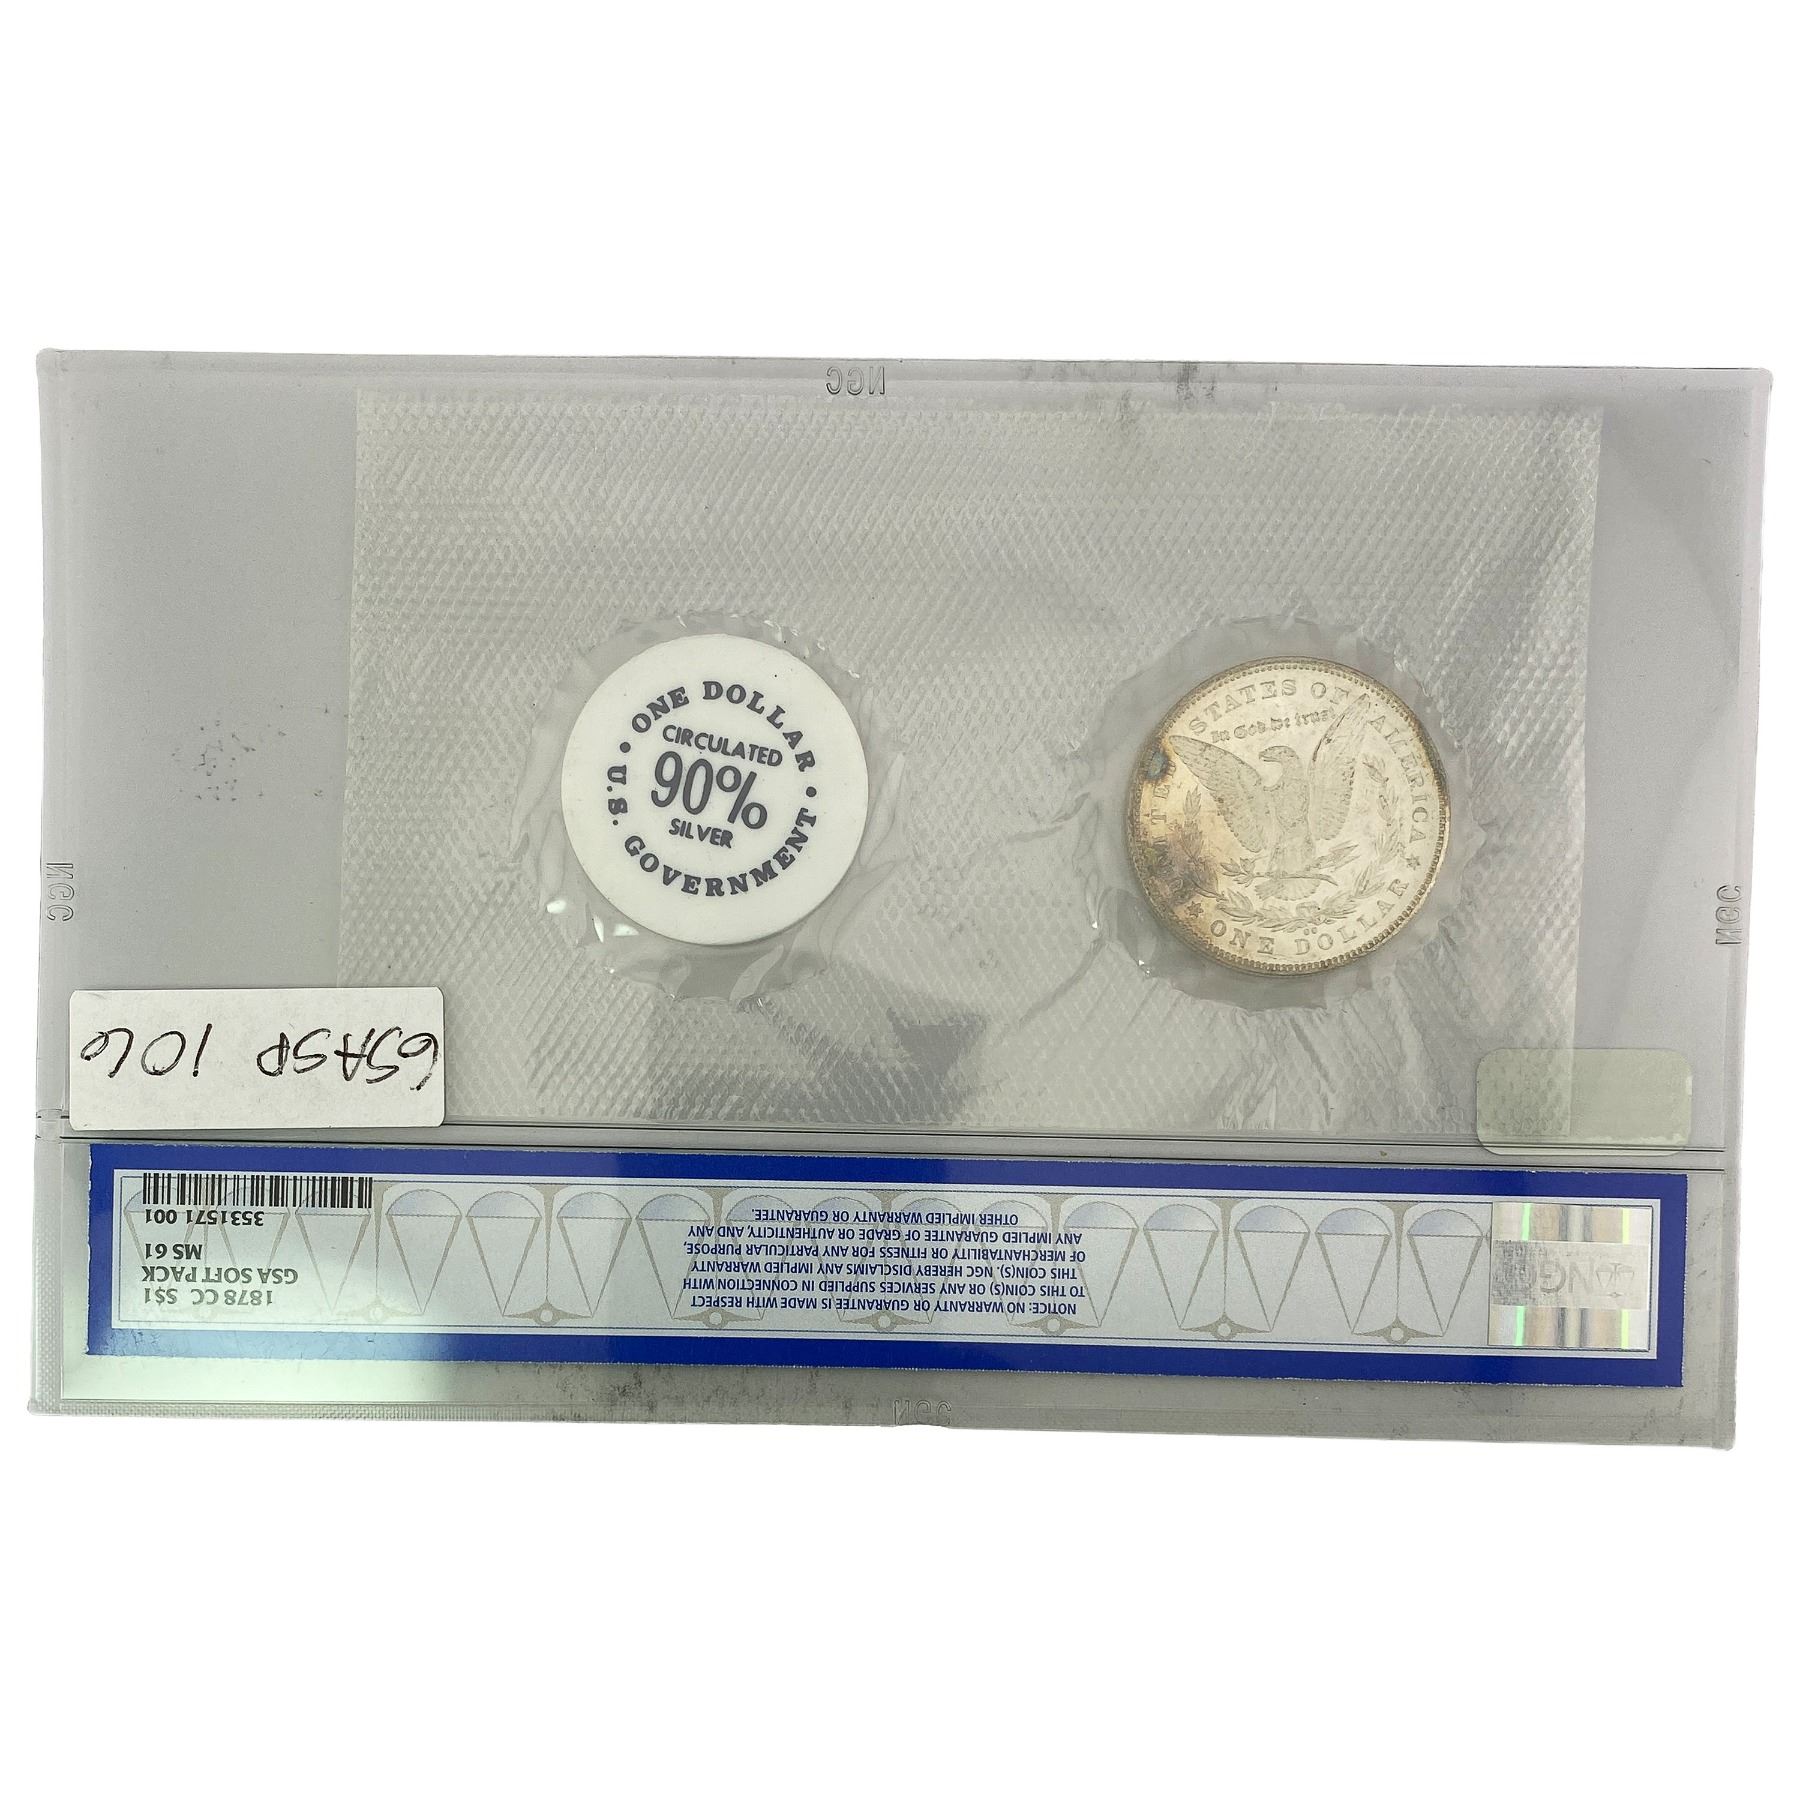 NGC
NGC
NGC
NGC
• ONE DOLLAR •
CIRCULATED
90%
SILVER
U.S. GOVERNMENT
STATES OF AMERICA
In God We trust
ONE DOLLAR
CC
GSASP 106
1878 CC S$1
GSA SOFT PACK
MS 61
3531571 001
NOTICE: NO WARRANTY OR GUARANTEE IS MADE WITH RESPECT
TO THIS COIN(S) OR ANY SERVICES SUPPLIED IN CONNECTION WITH
THIS COIN(S). NGC HEREBY DISCLAIMS ANY IMPLIED WARRANTY
OF MERCHANTABILITY OR FITNESS FOR ANY PARTICULAR PURPOSE,
ANY IMPLIED GUARANTEE OF GRADE OR AUTHENTICITY, AND ANY
OTHER IMPLIED WARRANTY OR GUARANTEE.
NGC